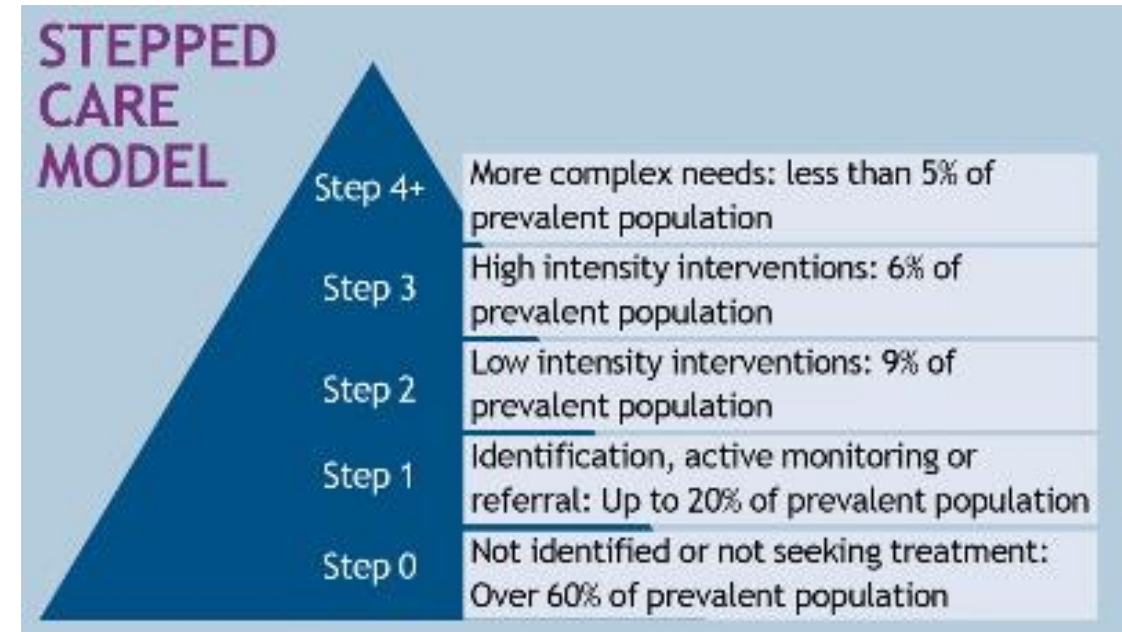 STEPPED
CARE
MODEL
Step 4+
More complex needs: less than 5% of
prevalent population
Step 3
High intensity interventions: 6% of
prevalent population
Step 2
Low intensity interventions: 9% of
prevalent population
Step 1
Identification, active monitoring or
referral: Up to 20% of prevalent population
Step 0
Not identified or not seeking treatment:
Over 60% of prevalent population